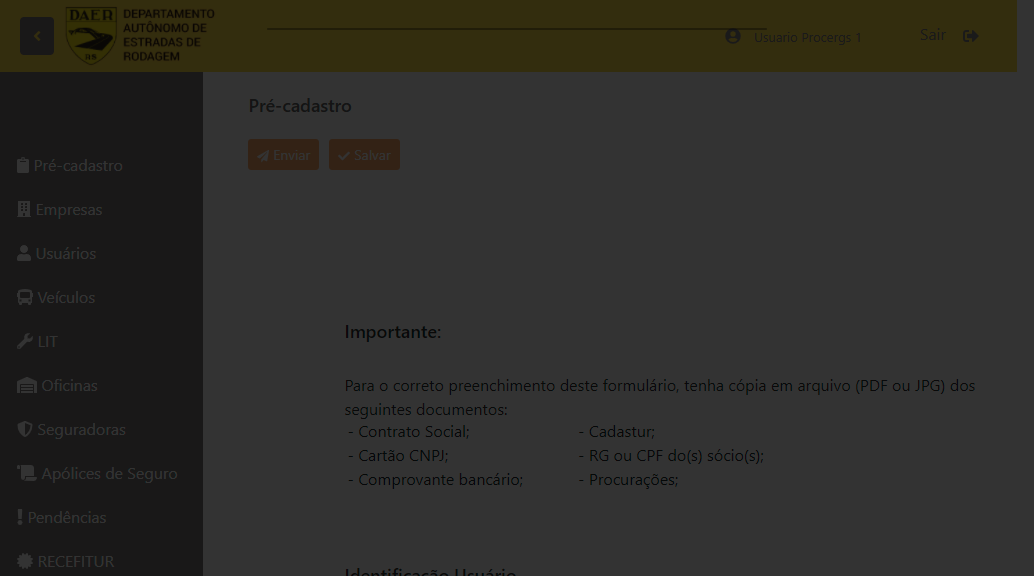 DAER
RS
DEPARTAMENTO
AUTÔNOMO DE
ESTRADAS DE
RODAGEM
Usuario Procergs 1
Sair
Pré-cadastro
Enviar
Salvar
Pré-cadastro
Empresas
Usuários
Veículos
LIT
Oficinas
Seguradoras
Apólices de Seguro
Pendências
RECEFITUR
Importante:
Para o correto preenchimento deste formulário, tenha cópia em arquivo (PDF ou JPG) dos
seguintes documentos:
- Contrato Social;
- Cadastur;
- Cartão CNPJ;
- RG ou CPF do(s) sócio(s);
- Comprovante bancário;
- Procurações;
Identificação Usuário